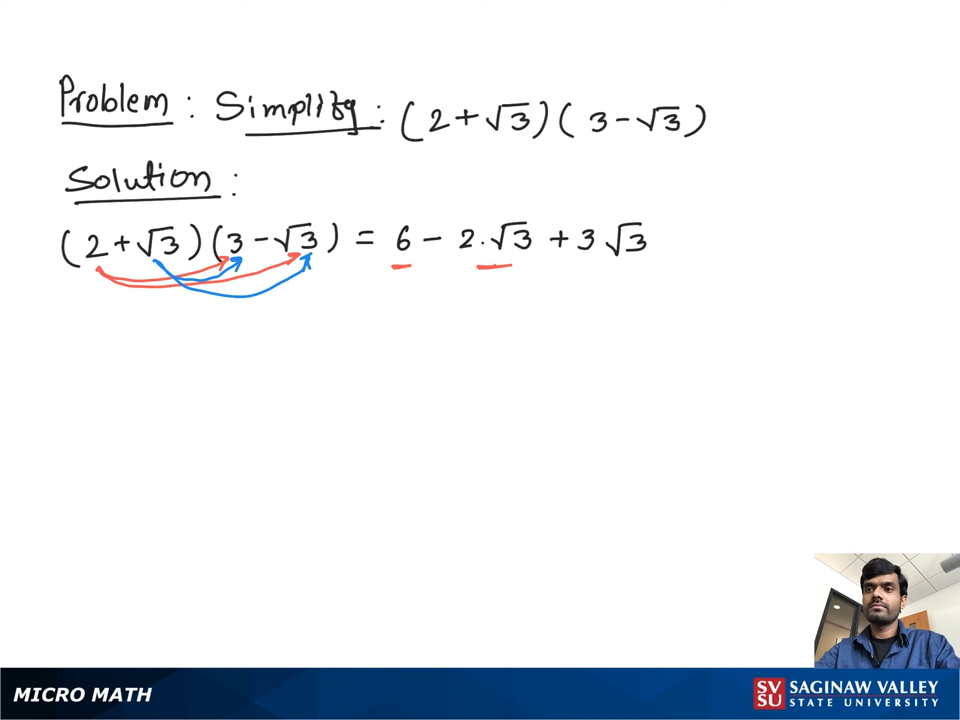 Problem : Simplify : (2 + √3)(3 - √3)
Solution :
(2 + √3)(3 - √3) = 6 - 2.√3 + 3√3
MICRO MATH
SV SU SAGINAW VALLEY
STATE UNIVERSITY